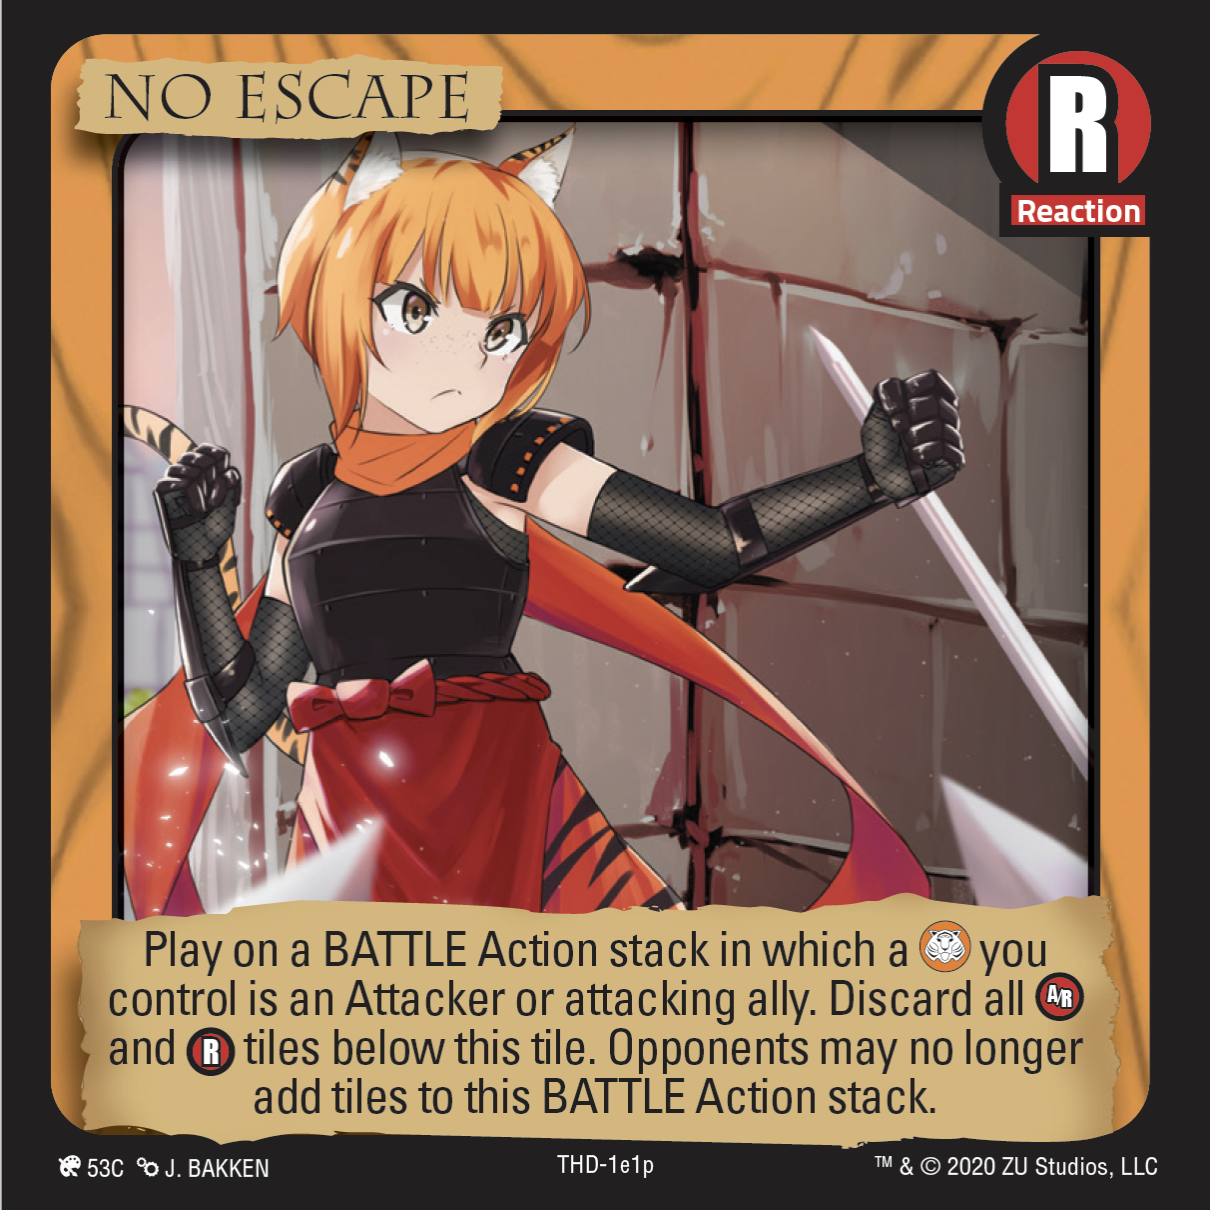 NO ESCAPE
R
Reaction
Play on a BATTLE Action stack in which a you
control is an Attacker or attacking ally. Discard all A/R
and R tiles below this tile. Opponents may no longer
add tiles to this BATTLE Action stack.
53C J. BAKKEN
THD-1e1p
™ & © 2020 ZU Studios, LLC